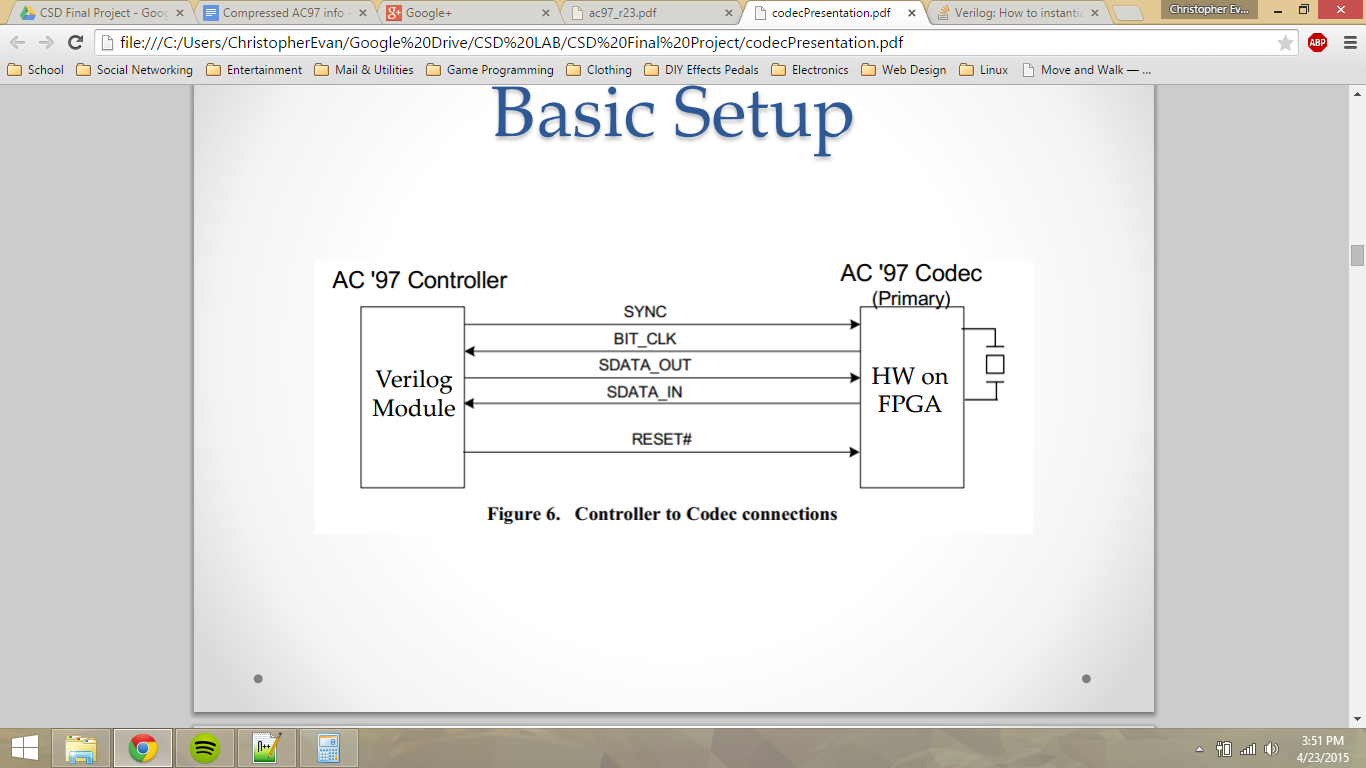 CSD Final Project - Goog
Compressed AC97 info -
Google+
ac97_r23.pdf
codecPresentation.pdf
Verilog: How to instantia
Christopher Ev...
file:///C:/Users/ChristopherEvan/Google%20Drive/CSD%20LAB/CSD%20Final%20Project/codecPresentation.pdf
ABP
School
Social Networking
Entertainment
Mail & Utilities
Game Programming
Clothing
DIY Effects Pedals
Electronics
Web Design
Linux
Move and Walk — ...
Basic Setup
AC '97 Controller
AC '97 Codec
(Primary)
SYNC
BIT_CLK
SDATA_OUT
SDATA_IN
RESET#
Verilog
Module
HW on
FPGA
Figure 6. Controller to Codec connections
3:51 PM
4/23/2015